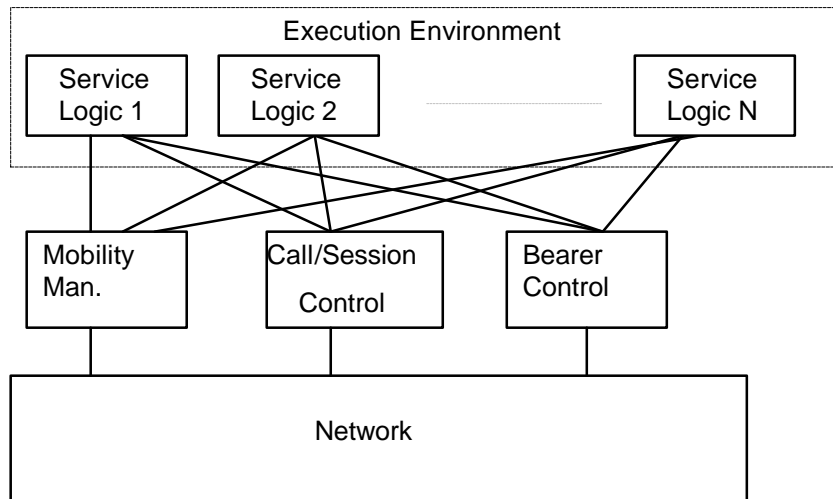 Execution Environment
Service
Logic 1
Service
Logic 2
Service
Logic N
Mobility
Man.
Call/Session
Control
Bearer
Control
Network